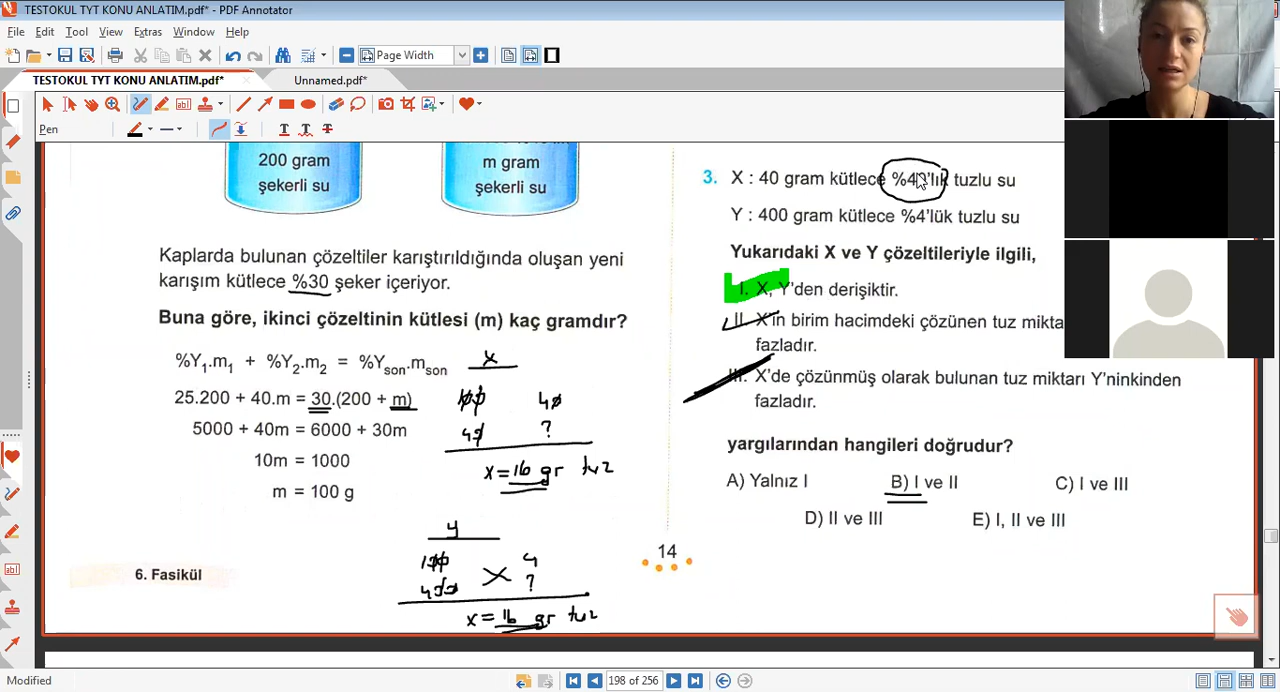 TESTOKUL TYT KONU ANLATIM.pdf* - PDF Annotator
File Edit Tool View Extras Window Help
Page Width
TESTOKUL TYT KONU ANLATIM.pdf* Unnamed.pdf*
Pen
200 gram
şekerli su
m gram
şekerli su
Kaplarda bulunan çözeltiler karıştırıldığında oluşan yeni
karışım kütlece %30 şeker içeriyor.
Buna göre, ikinci çözeltinin kütlesi (m) kaç gramdır?
%Y1.m1 + %Y2.m2 = %Yson.mson
25.200 + 40.m = 30.(200 + m)
5000 + 40m = 6000 + 30m
10m = 1000
m = 100 g
x
100 40
40 ?
x = 16 gr tuz
y
100 4
400 ?
x = 16 gr tuz
6. Fasikül
3. X : 40 gram kütlece %40'lık tuzlu su
Y : 400 gram kütlece %4'lük tuzlu su
Yukarıdaki X ve Y çözeltileriyle ilgili,
I. X, Y'den derişiktir.
II. X'in birim hacimdeki çözünen tuz mikta
fazladır.
III. X'de çözünmüş olarak bulunan tuz miktarı Y'ninkinden
fazladır.
yargılarından hangileri doğrudur?
A) Yalnız I B) I ve II C) I ve III
D) II ve III E) I, II ve III
14
Modified
198 of 256